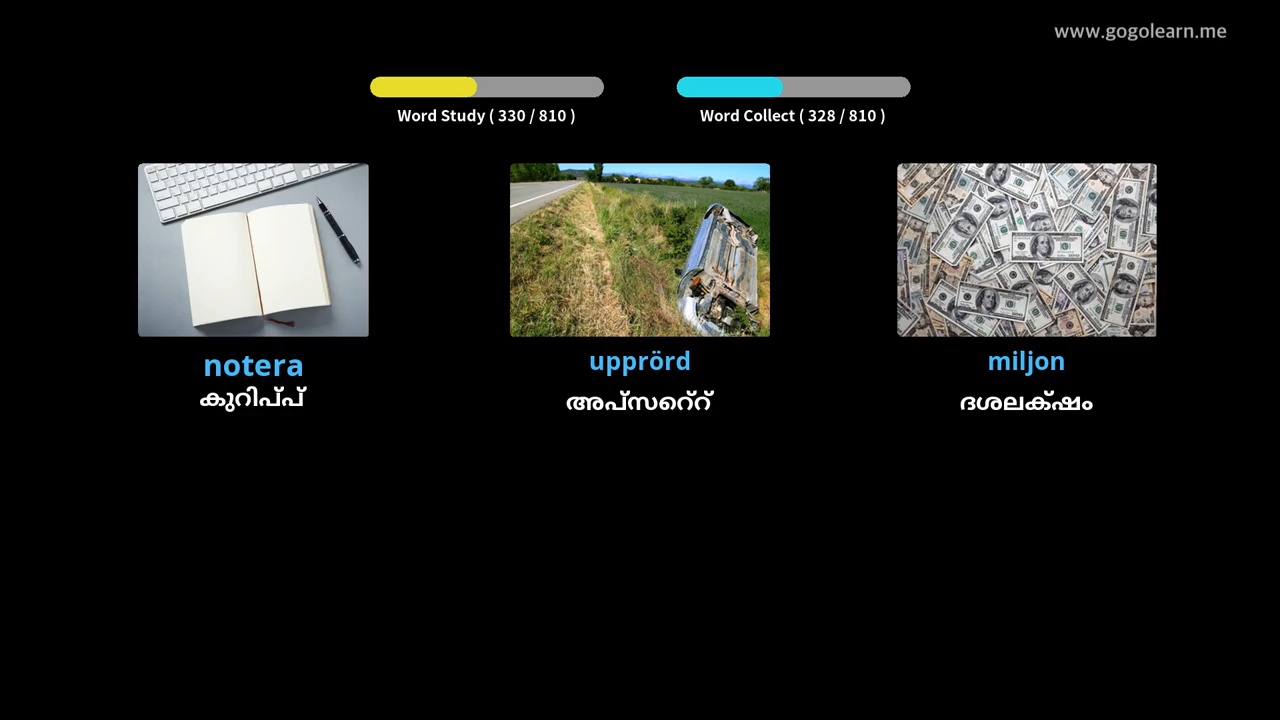 www.gogolearn.me
Word Study ( 330 / 810 )
Word Collect ( 328 / 810 )
notera
കുറിപ്പ്
upprörd
അപ്സറ്റെറ്
miljon
ദശലക്ഷം